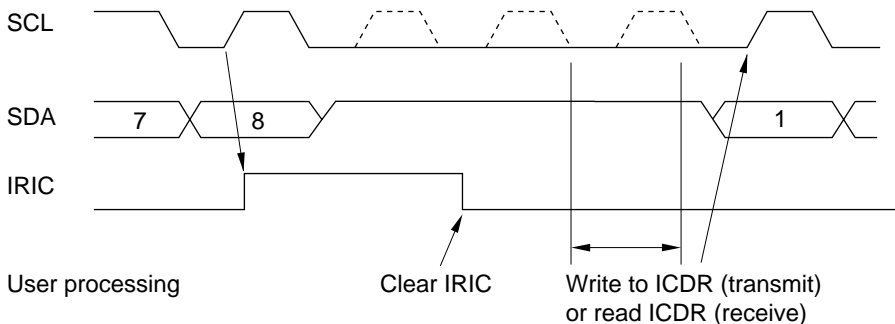 SCL
SDA
7
8
1
IRIC
User processing
Clear IRIC
Write to ICDR (transmit)
or read ICDR (receive)